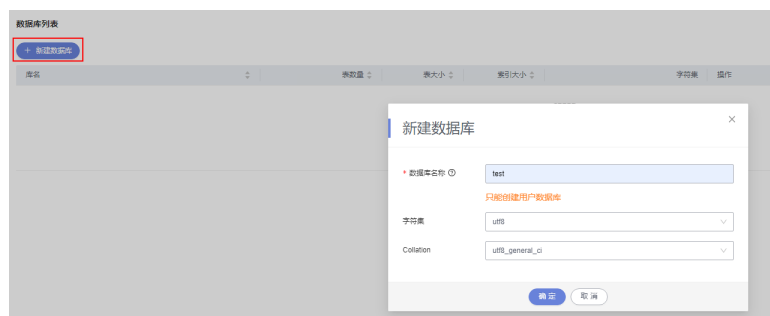 数据库列表
+ 新建数据库
库名 表数量 表大小 索引大小 字符集 操作
新建数据库
* 数据库名称 test
只能创建用户数据库
字符集 utf8
Collation utf8_general_ci
确定 取消